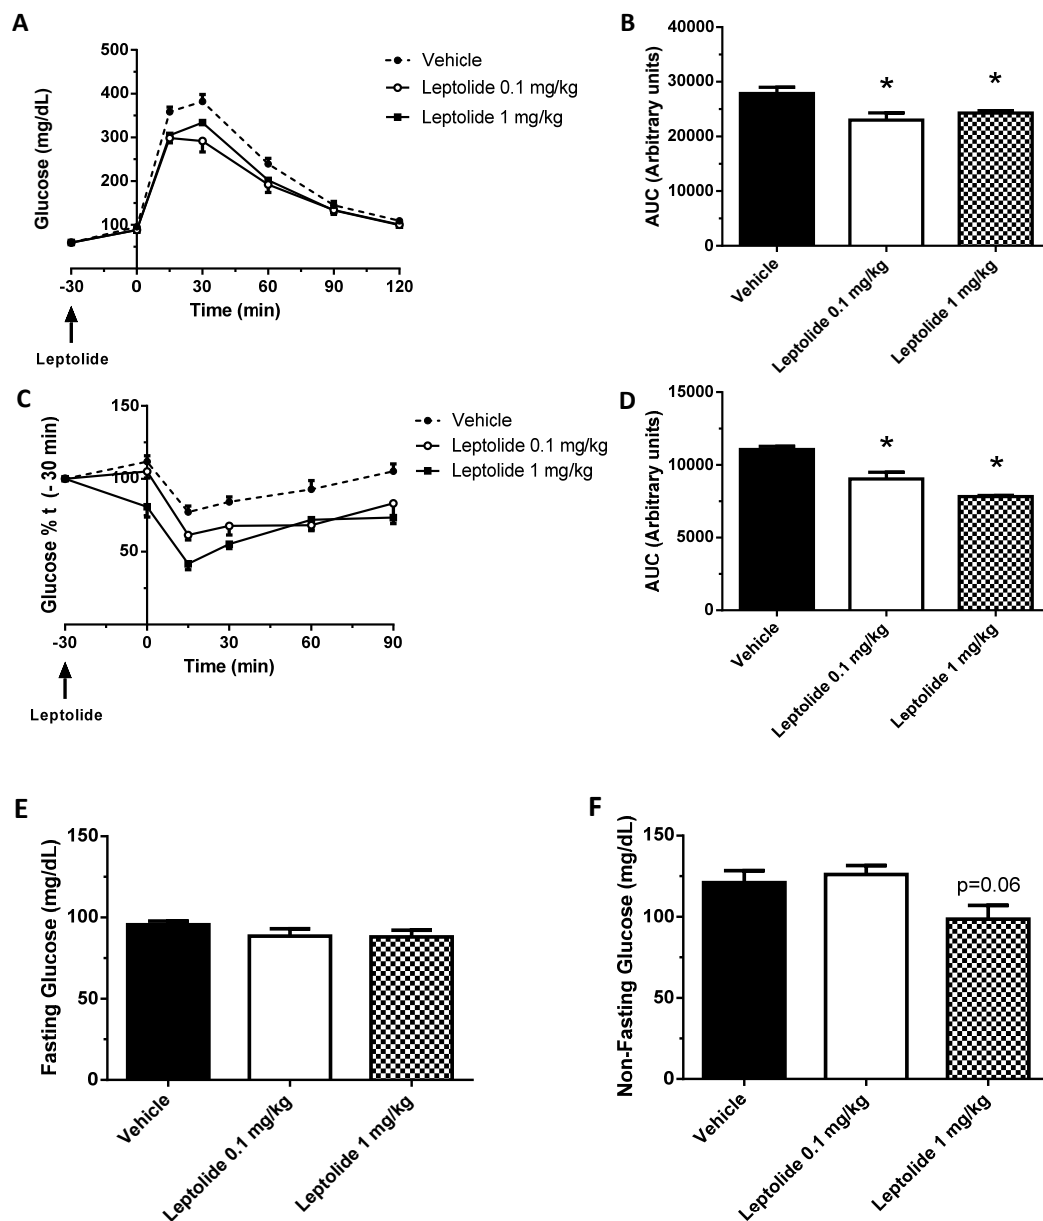 A
Glucose (mg/dL)
500
400
300
200
100
-30 0 30 60 90 120
Time (min)
Leptolide
Vehicle
Leptolide 0.1 mg/kg
Leptolide 1 mg/kg
B
AUC (Arbitrary units)
40000
30000
20000
10000
0
*
*
Vehicle
Leptolide 0.1 mg/kg
Leptolide 1 mg/kg
C
Glucose % t (- 30 min)
150
100
50
-30 0 30 60 90
Time (min)
Leptolide
Vehicle
Leptolide 0.1 mg/kg
Leptolide 1 mg/kg
D
AUC (Arbitrary units)
15000
10000
5000
0
*
*
Vehicle
Leptolide 0.1 mg/kg
Leptolide 1 mg/kg
E
Fasting Glucose (mg/dL)
150
100
50
0
Vehicle
Leptolide 0.1 mg/kg
Leptolide 1 mg/kg
F
Non-Fasting Glucose (mg/dL)
150
100
50
0
p=0.06
Vehicle
Leptolide 0.1 mg/kg
Leptolide 1 mg/kg